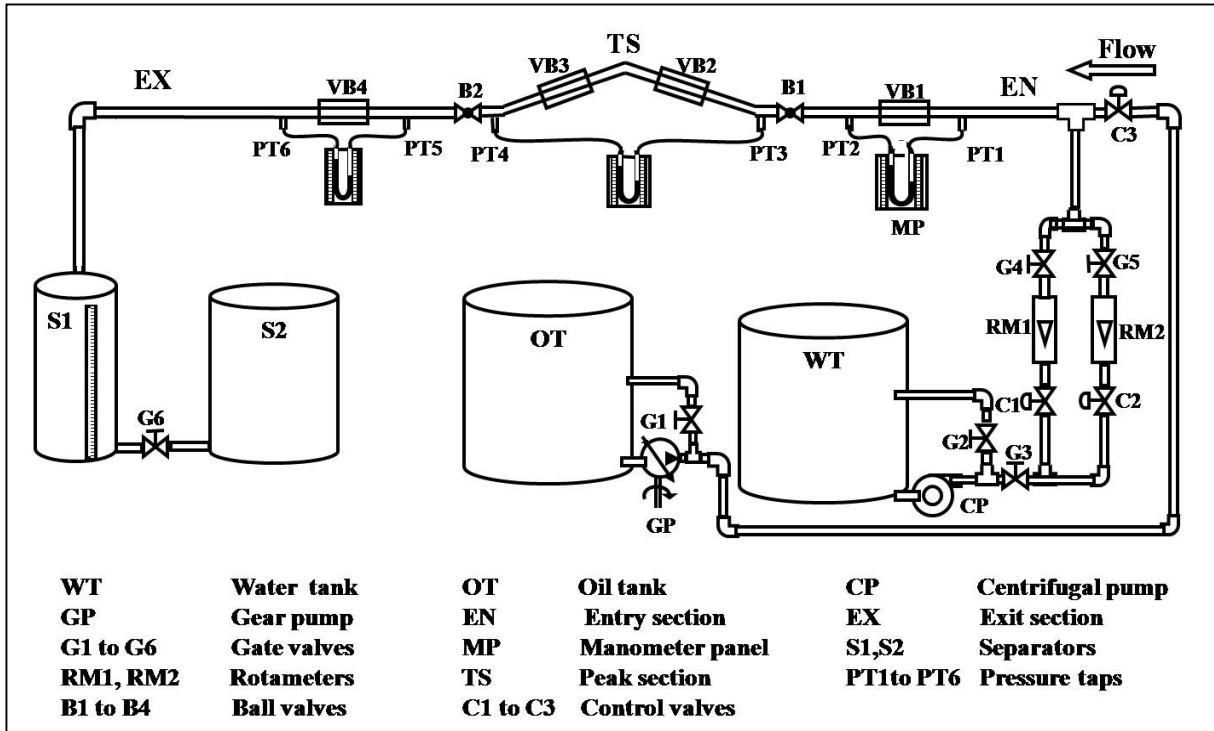 TS
Flow
EX
VB4
B2
VB3
VB2
B1
VB1
EN
C3
PT6
PT5
PT4
PT3
PT2
PT1
MP
G4
G5
S1
S2
OT
WT
RM1
RM2
G6
G1
G2
G3
C1
C2
GP
CP
WT Water tank OT Oil tank CP Centrifugal pump
GP Gear pump EN Entry section EX Exit section
G1 to G6 Gate valves MP Manometer panel S1,S2 Separators
RM1, RM2 Rotameters TS Peak section PT1to PT6 Pressure taps
B1 to B4 Ball valves C1 to C3 Control valves